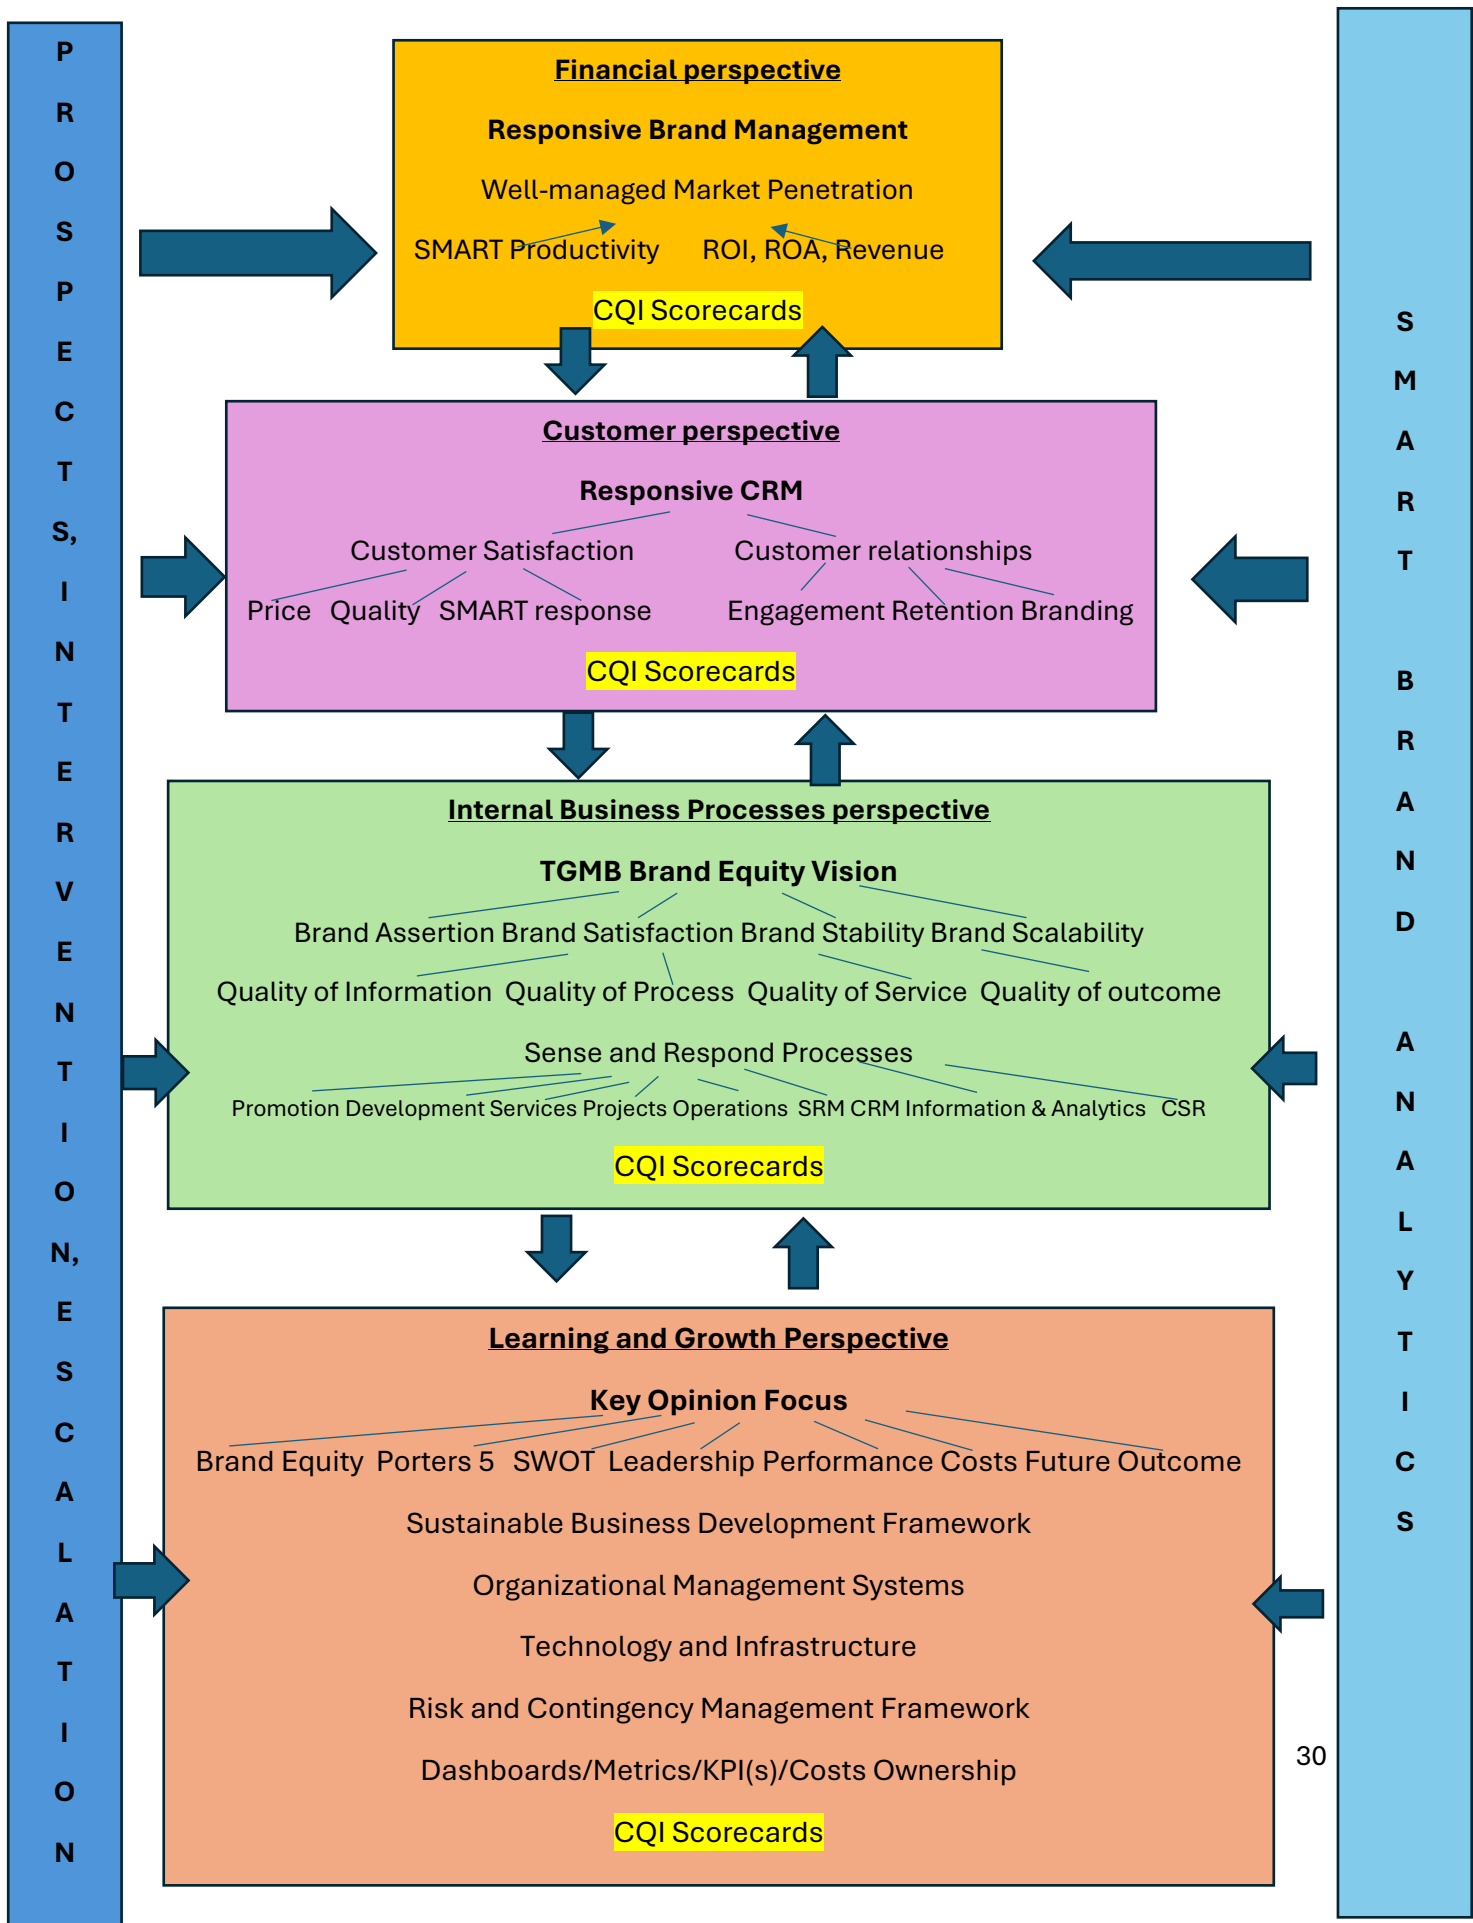 PROSPECTS, INTERVENTION, ESCALATION
Financial perspective
Responsive Brand Management
Well-managed Market Penetration
SMART Productivity ROI, ROA, Revenue
CQI Scorecards
Customer perspective
Responsive CRM
Customer Satisfaction Customer relationships
Price Quality SMART response Engagement Retention Branding
CQI Scorecards
Internal Business Processes perspective
TGMB Brand Equity Vision
Brand Assertion Brand Satisfaction Brand Stability Brand Scalability
Quality of Information Quality of Process Quality of Service Quality of outcome
Sense and Respond Processes
Promotion Development Services Projects Operations SRM CRM Information & Analytics CSR
CQI Scorecards
Learning and Growth Perspective
Key Opinion Focus
Brand Equity Porters 5 SWOT Leadership Performance Costs Future Outcome
Sustainable Business Development Framework
Organizational Management Systems
Technology and Infrastructure
Risk and Contingency Management Framework
Dashboards/Metrics/KPI(s)/Costs Ownership
CQI Scorecards
SMART BRAND ANALYTICS
30